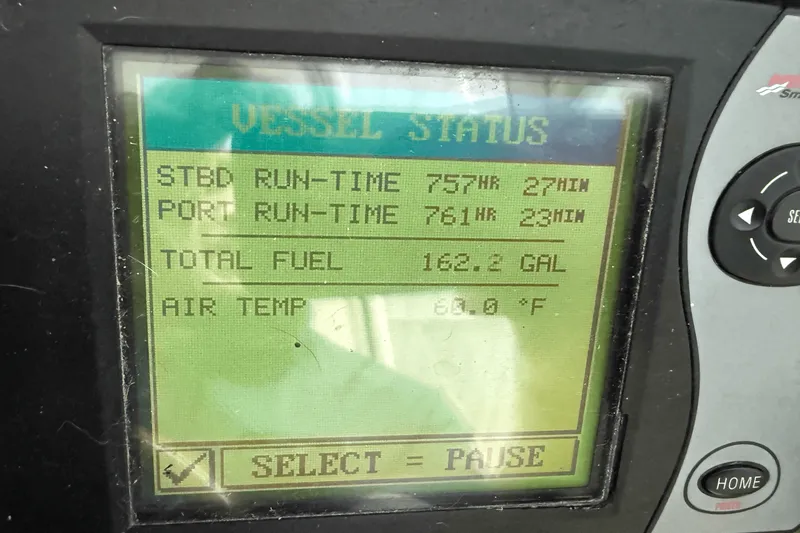 VESSEL STATUS
STBD RUN-TIME 757HR 27MIN
PORT RUN-TIME 761HR 23MIN
TOTAL FUEL 162.2 GAL
AIR TEMP 60.0 °F
SELECT = PAUSE
HOME
POWER